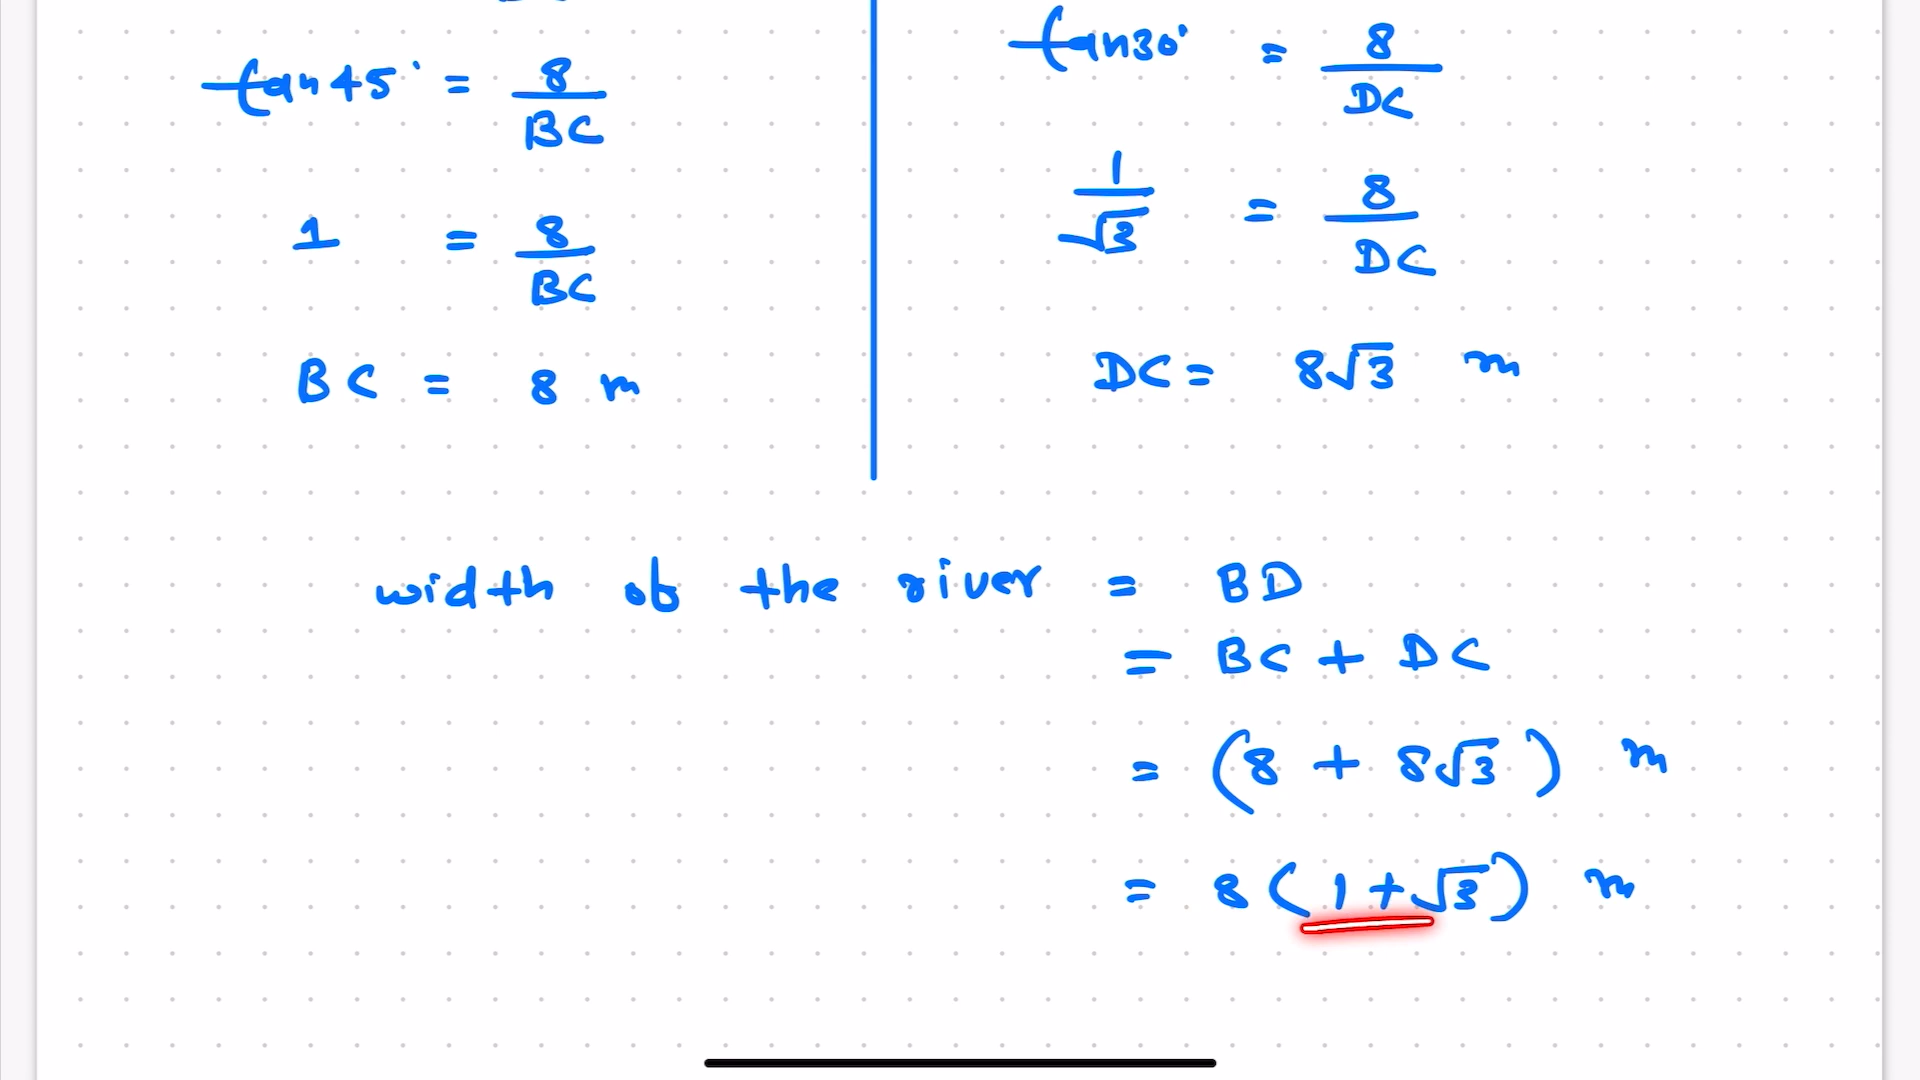 tan45° = 8/BC
1 = 8/BC
BC = 8 m
tan30° = 8/DC
1/√3 = 8/DC
DC = 8√3 m
width of the river = BD
= BC + DC
= (8 + 8√3) m
= 8(1+√3) m